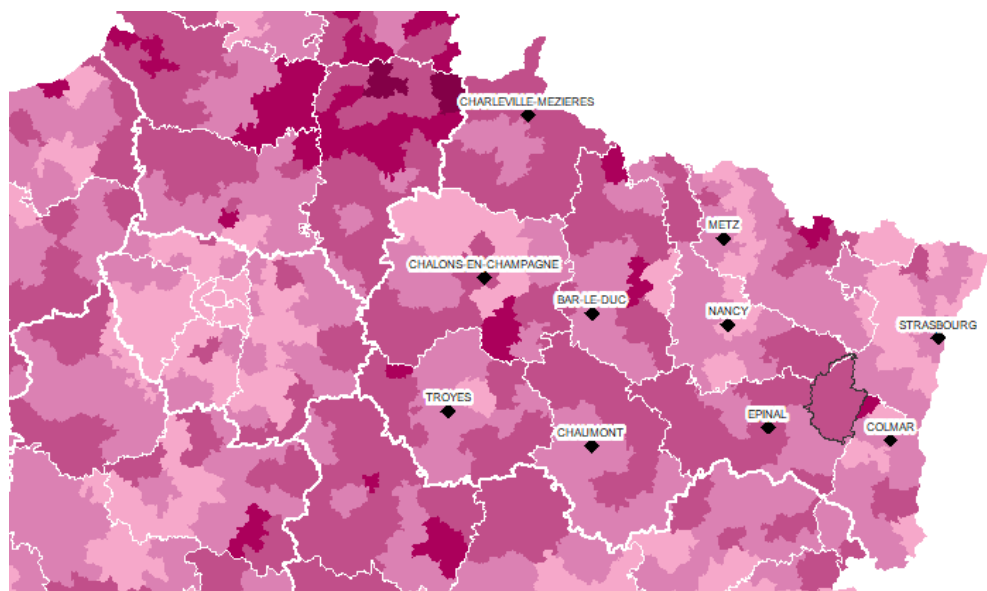 CHARLEVILLE-MEZIERES
METZ
CHALONS-EN-CHAMPAGNE
BAR-LE-DUC
NANCY
STRASBOURG
TROYES
EPINAL
CHAUMONT
COLMAR